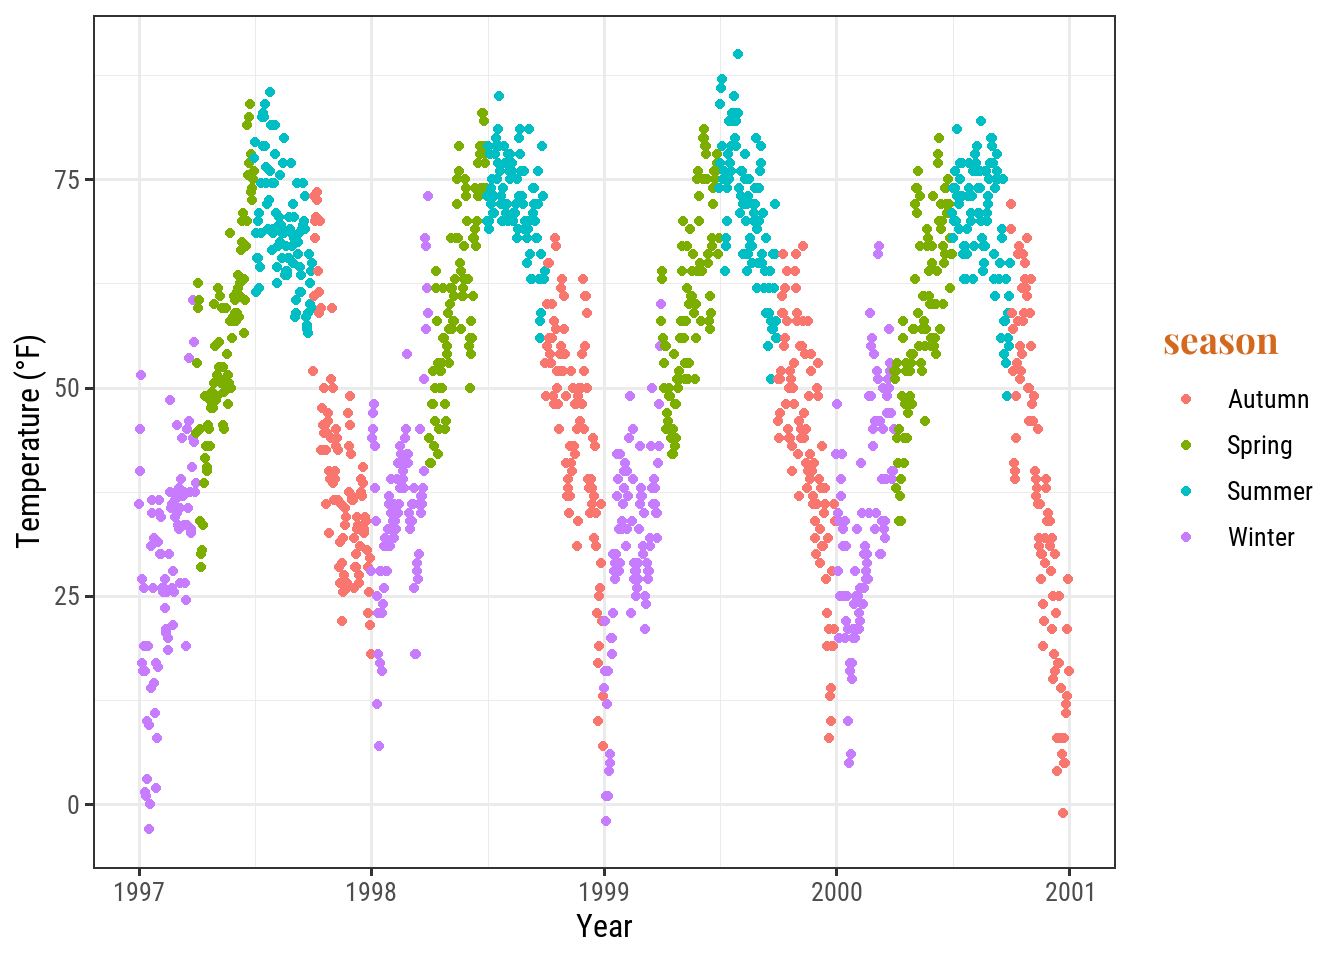 75
50
25
0
Temperature (°F)
1997 1998 1999 2000 2001
Year
season
Autumn
Spring
Summer
Winter